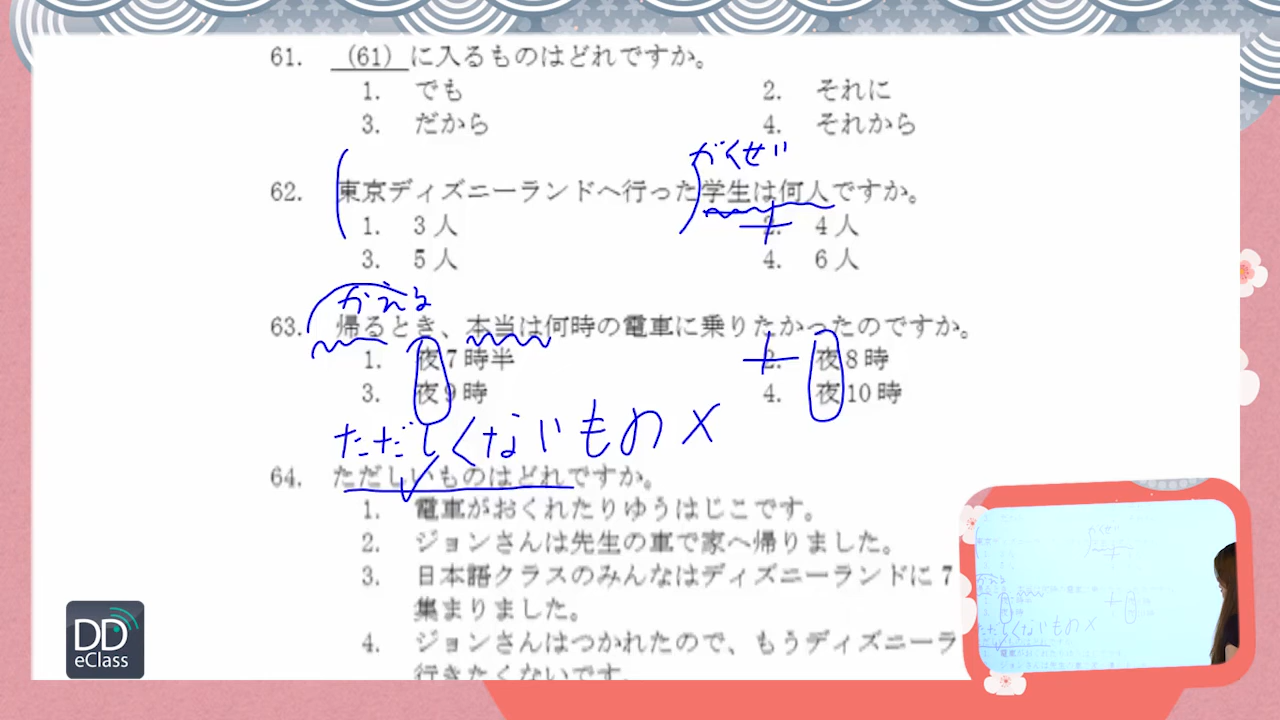 61. (61) に入るものはどれですか。
1. でも 2. それに
3. だから 4. それから
がくせい
62. 東京ディズニーランドへ行った学生は何人ですか。
1. 3人 2. 4人
3. 5人 4. 6人
かえる
63. 帰るとき、本当は何時の電車に乗りたかったのですか。
1. 夜7時半 2. 夜8時
3. 夜9時 4. 夜10時
ただしくないもの ×
64. ただしいものはどれですか。
1. 電車がおくれたりゆうはじこです。
2. ジョンさんは先生の車で家へ帰りました。
3. 日本語クラスのみんなはディズニーランドに7
集まりました。
4. ジョンさんはつかれたので、もうディズニーラ
行きたくないです。
DD
eClass